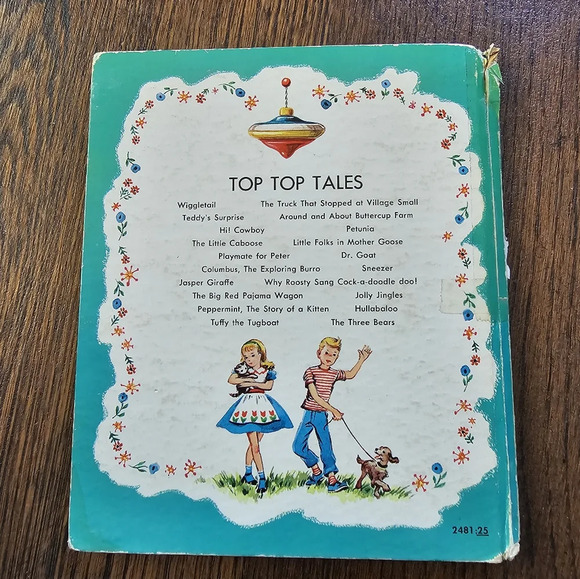 TOP TOP TALES
Wiggletail The Truck That Stopped at Village Small
Teddy's Surprise Around and About Buttercup Farm
Hi! Cowboy Petunia
The Little Caboose Little Folks in Mother Goose
Playmate for Peter Dr. Goat
Columbus, The Exploring Burro Sneezer
Jasper Giraffe Why Roosty Sang Cock-a-doodle doo!
The Big Red Pajama Wagon Jolly Jingles
Peppermint, The Story of a Kitten Hullabaloo
Tuffy the Tugboat The Three Bears
2481:25